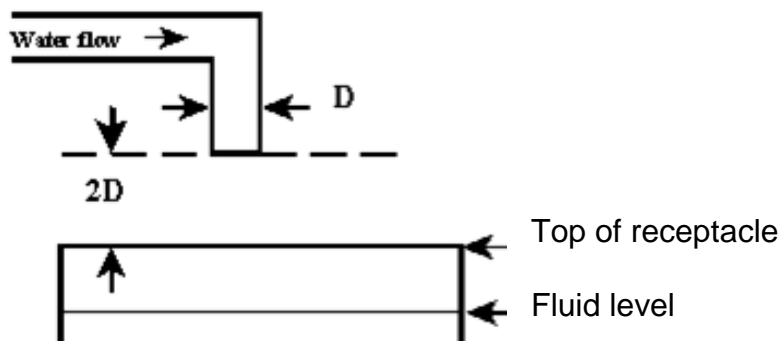 Water flow
D
2D
Top of receptacle
Fluid level